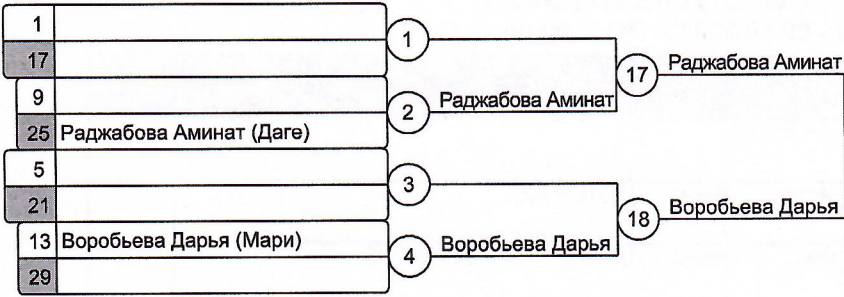 1
17
1
9
25 Раджабова Аминат (Даге)
2 Раджабова Аминат
17 Раджабова Аминат
5
21
3
13 Воробьева Дарья (Мари)
29
4 Воробьева Дарья
18 Воробьева Дарья